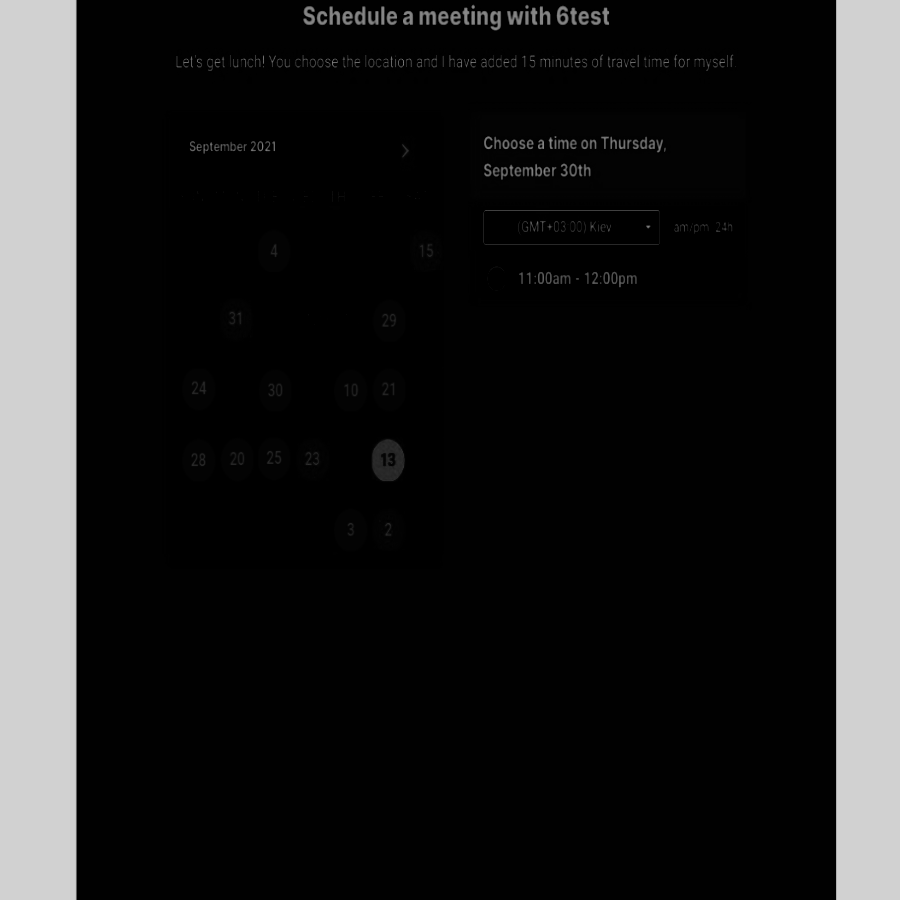 Schedule a meeting with 6test
Let's get lunch! You choose the location and I have added 15 minutes of travel time for myself
September 2021
Choose a time on Thursday,
September 30th
(GMT+03:00) Kiev
am/pm 24h
11:00am - 12:00pm
4 15
31 29
24 30 10 21
28 20 25 23 13
3 2